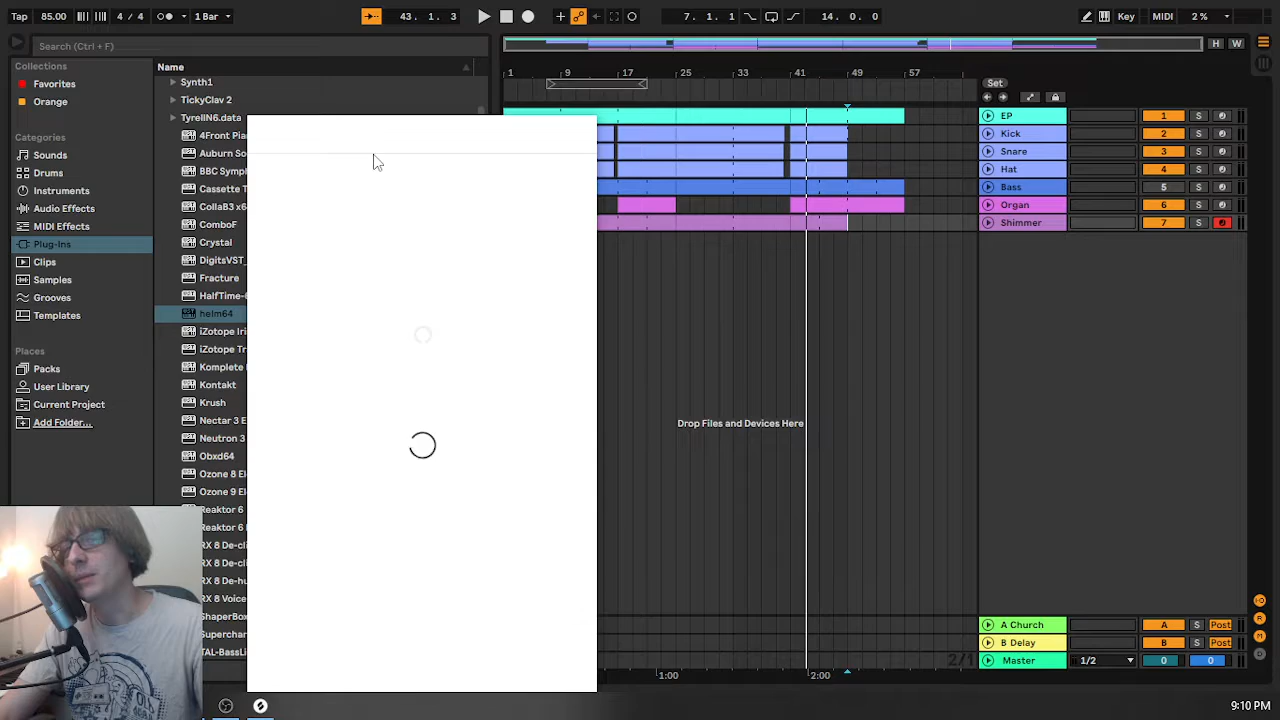 Tap 85.00 4 / 4 1 Bar 43. 1. 3 7. 1. 1 14. 0. 0 Key MIDI 2 %
Search (Ctrl + F)
H W
Collections
Favorites
Orange
Categories
Sounds
Drums
Instruments
Audio Effects
MIDI Effects
Plug-Ins
Clips
Samples
Grooves
Templates
Places
Packs
User Library
Current Project
Add Folder...
Name
Synth1
TickyClav 2
TyrellN6.data
4Front Pia
Auburn So
BBC Symph
Cassette T
CollaB3 x6
ComboF
Crystal
DigitsVST_
Fracture
HalfTime-6
helm64
iZotope Iri
iZotope Tr
Komplete
Kontakt
Krush
Nectar 3 E
Neutron 3
Obxd64
Ozone 8 El
Ozone 9 El
Reaktor 6
Reaktor 6
RX 8 De-cl
RX 8 De-cl
RX 8 De-hu
RX 8 Voice
ShaperBox
Superchar
TAL-BassLi
1 9 17 25 33 41 49 57
Set
EP 1 S
Kick 2 S
Snare 3 S
Hat 4 S
Bass 5 S
Organ 6 S
Shimmer 7 S
Drop Files and Devices Here
A Church A S Post
B Delay B S Post
2/1 Master 1/2 0 0
1:00 2:00
R
M
D
9:10 PM